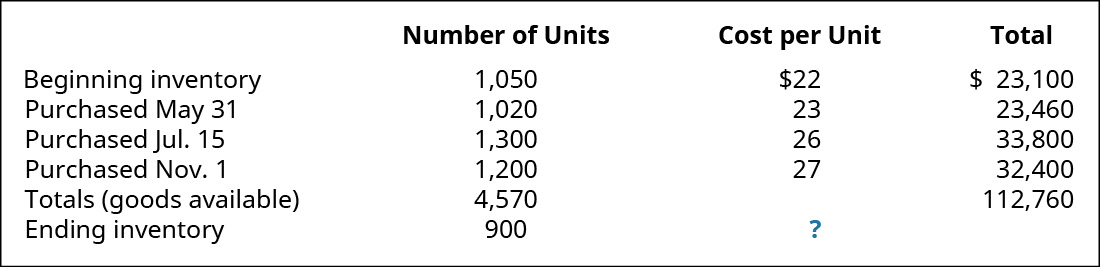 Number of Units Cost per Unit Total
Beginning inventory 1,050 $22 $ 23,100
Purchased May 31 1,020 23 23,460
Purchased Jul. 15 1,300 26 33,800
Purchased Nov. 1 1,200 27 32,400
Totals (goods available) 4,570 112,760
Ending inventory 900 ?